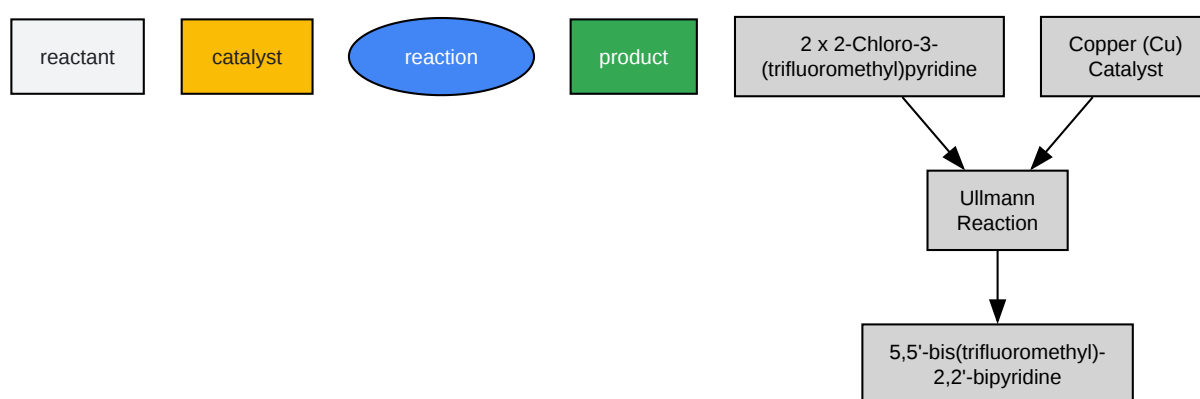 reactant
catalyst
reaction
product
2 x 2-Chloro-3-
(trifluoromethyl)pyridine
Copper (Cu)
Catalyst
Ullmann
Reaction
5,5'-bis(trifluoromethyl)-
2,2'-bipyridine